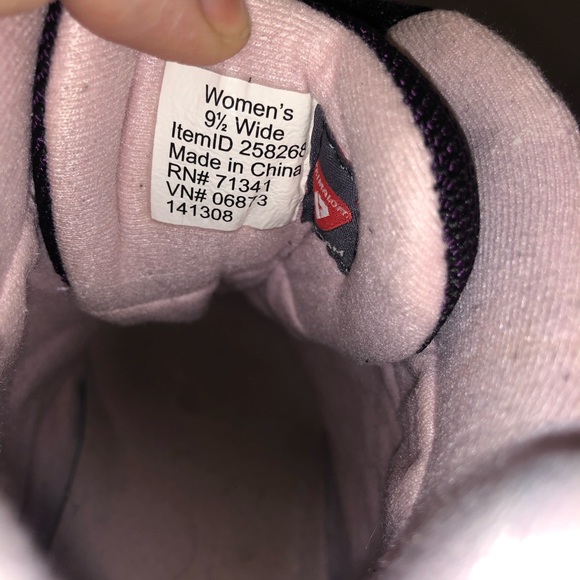 Women's
9½ Wide
ItemID 258268
Made in China
RN# 71341
VN# 06873
141308